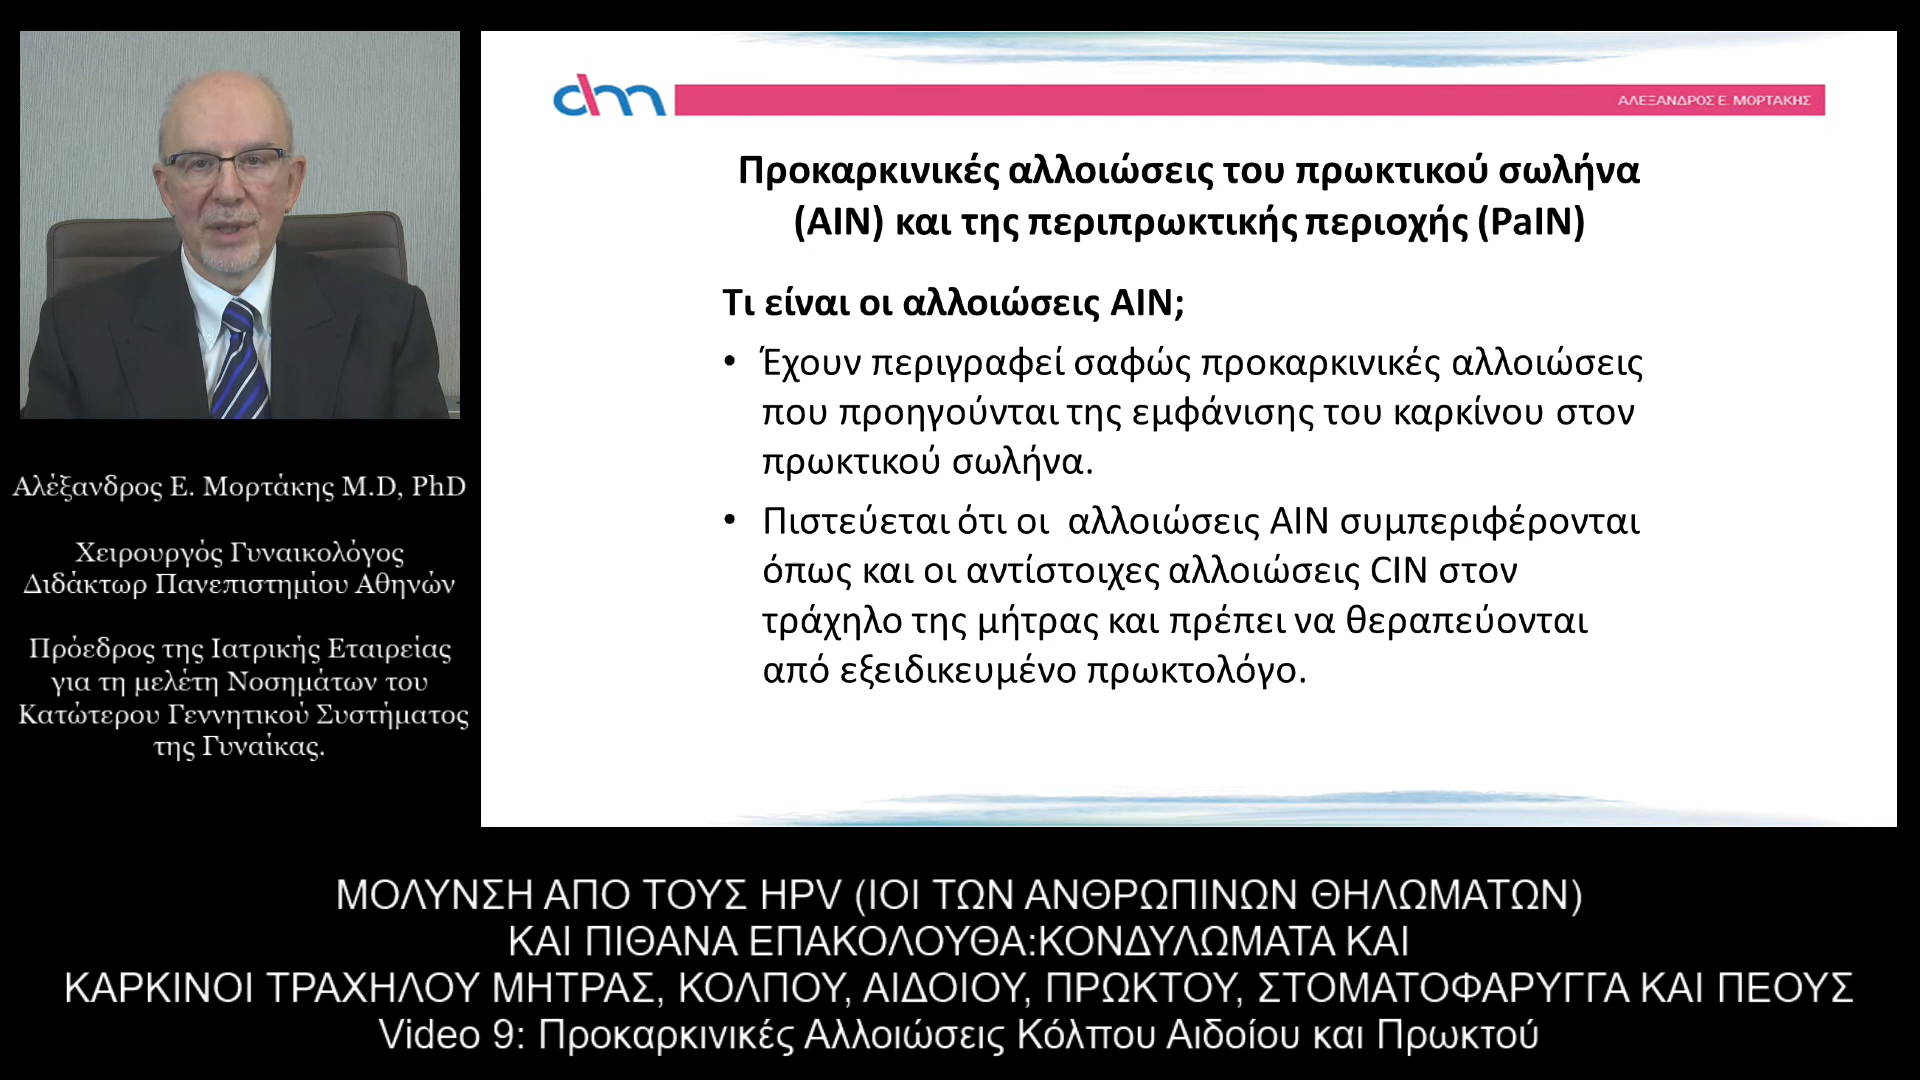 ΑΛΕΞΑΝΔΡΟΣ Ε. ΜΟΡΤΑΚΗΣ
Προκαρκινικές αλλοιώσεις του πρωκτικού σωλήνα
(AIN) και της περιπρωκτικής περιοχής (PaIN)
Τι είναι οι αλλοιώσεις AIN;
• Έχουν περιγραφεί σαφώς προκαρκινικές αλλοιώσεις
που προηγούνται της εμφάνισης του καρκίνου στον
πρωκτικού σωλήνα.
• Πιστεύεται ότι οι αλλοιώσεις AIN συμπεριφέρονται
όπως και οι αντίστοιχες αλλοιώσεις CIN στον
τράχηλο της μήτρας και πρέπει να θεραπεύονται
από εξειδικευμένο πρωκτολόγο.
Αλέξανδρος Ε. Μορτάκης M.D, PhD
Χειρουργός Γυναικολόγος
Διδάκτωρ Πανεπιστημίου Αθηνών
Πρόεδρος της Ιατρικής Εταιρείας
για τη μελέτη Νοσημάτων του
Κατώτερου Γεννητικού Συστήματος
της Γυναίκας.
ΜΟΛΥΝΣΗ ΑΠΟ ΤΟΥΣ HPV (ΙΟΙ ΤΩΝ ΑΝΘΡΩΠΙΝΩΝ ΘΗΛΩΜΑΤΩΝ)
ΚΑΙ ΠΙΘΑΝΑ ΕΠΑΚΟΛΟΥΘΑ:ΚΟΝΔΥΛΩΜΑΤΑ ΚΑΙ
ΚΑΡΚΙΝΟΙ ΤΡΑΧΗΛΟΥ ΜΗΤΡΑΣ, ΚΟΛΠΟΥ, ΑΙΔΟΙΟΥ, ΠΡΩΚΤΟΥ, ΣΤΟΜΑΤΟΦΑΡΥΓΓΑ ΚΑΙ ΠΕΟΥΣ
Video 9: Προκαρκινικές Αλλοιώσεις Κόλπου Αιδοίου και Πρωκτού